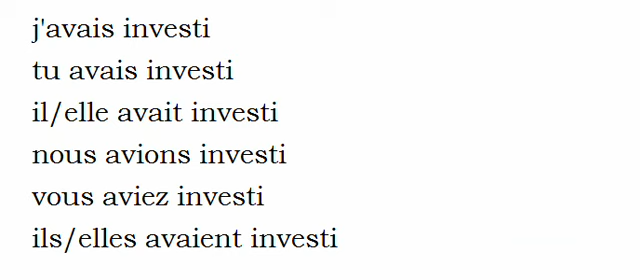 j'avais investi
tu avais investi
il/elle avait investi
nous avions investi
vous aviez investi
ils/elles avaient investi